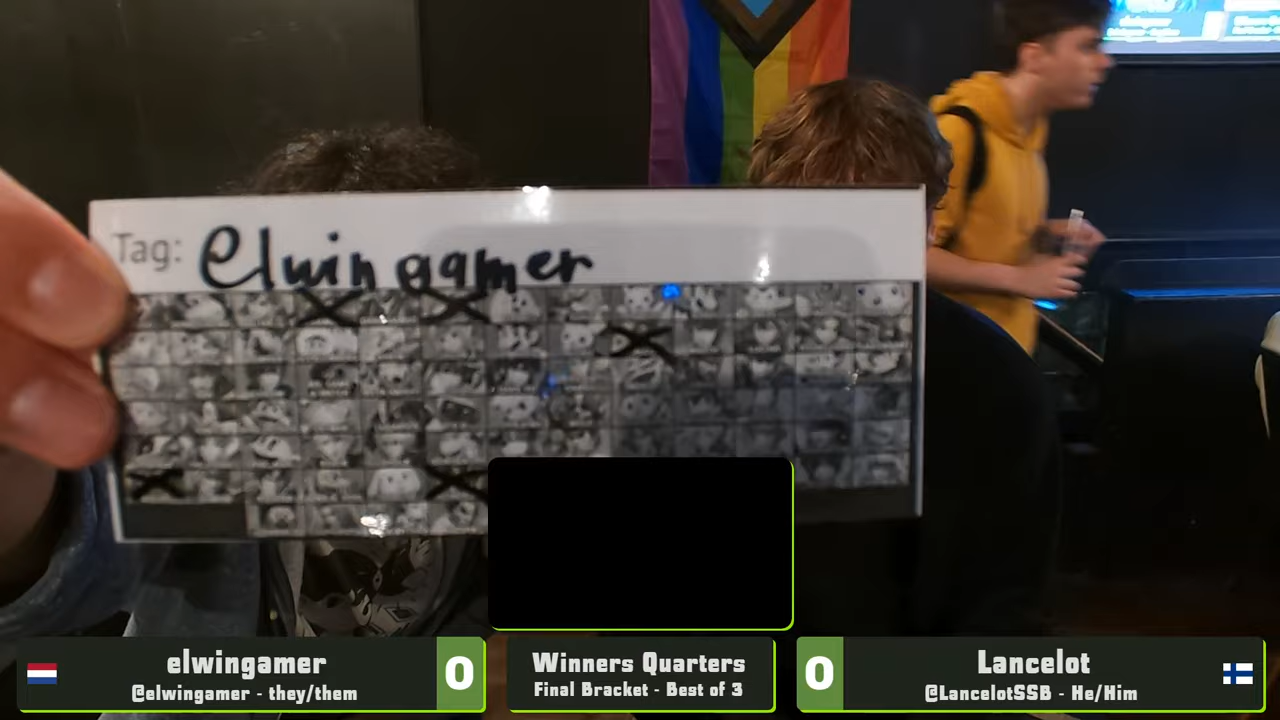 Tag: elwingamer
elwingamer
@elwingamer - they/them
0
Winners Quarters
Final Bracket - Best of 3
0
Lancelot
@LancelotSSB - He/Him